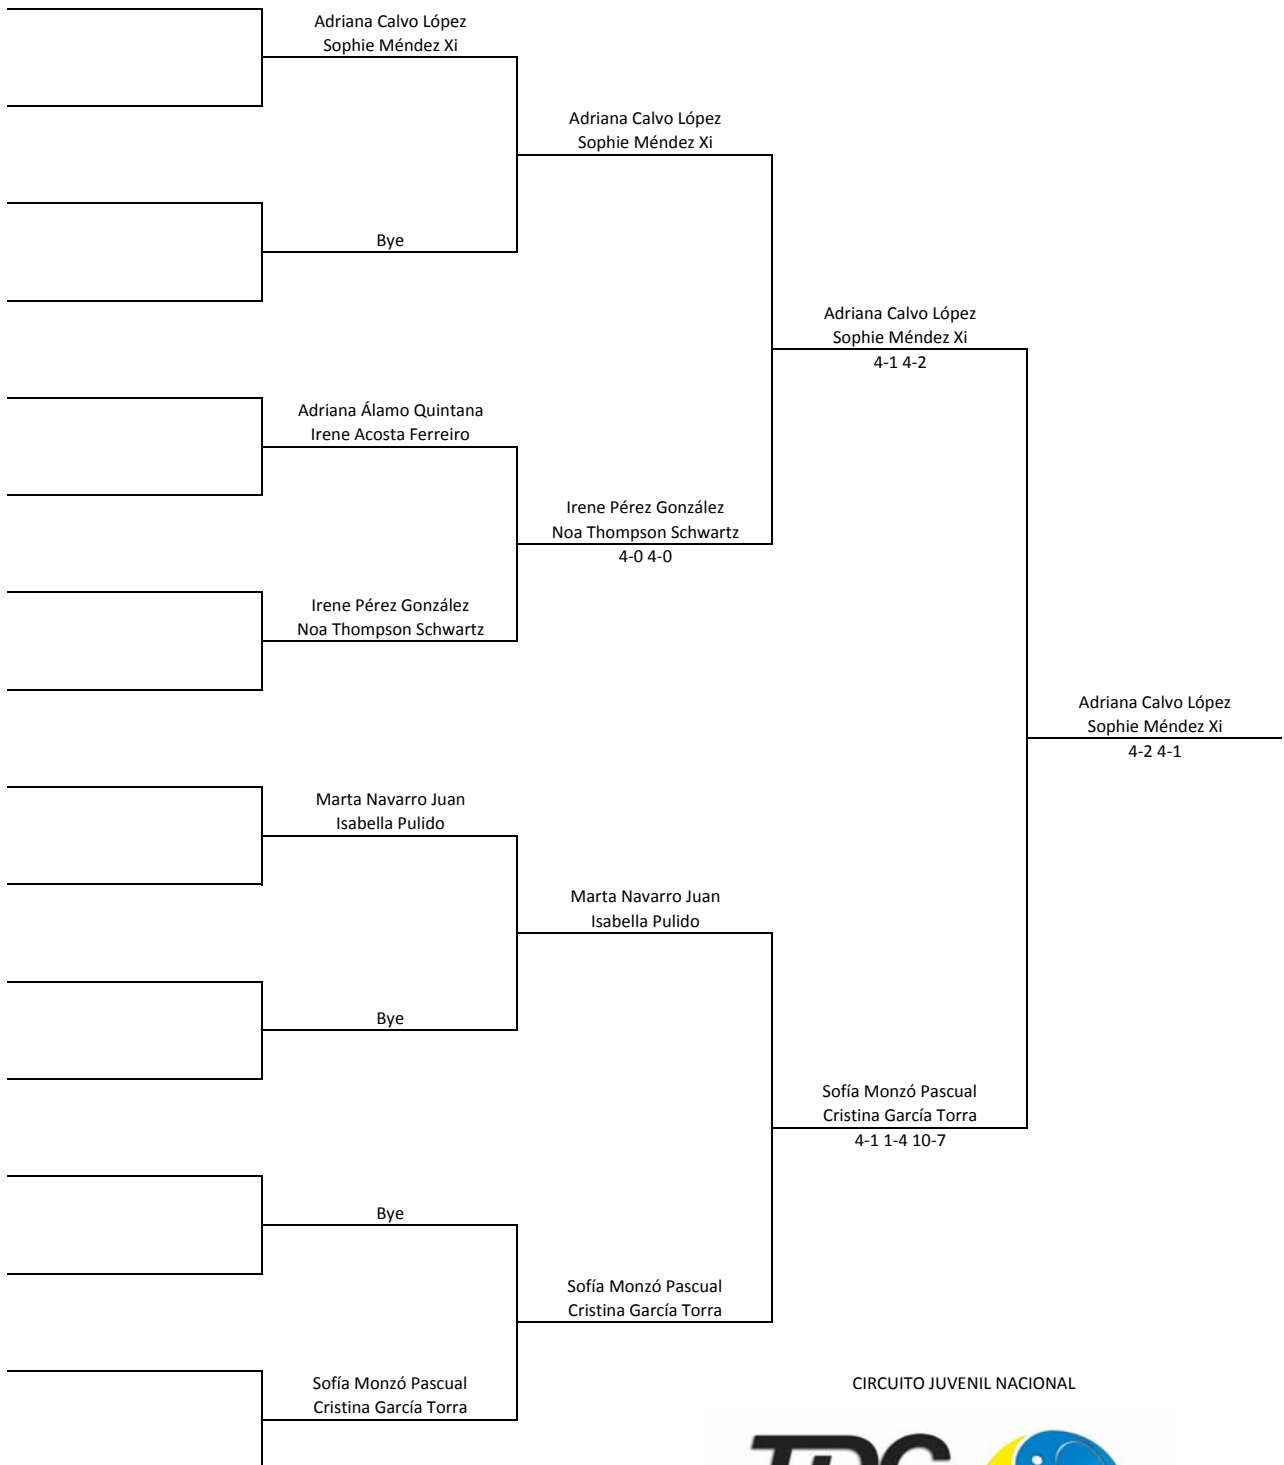 Adriana Calvo López
Sophie Méndez Xi
Adriana Calvo López
Sophie Méndez Xi
Bye
Adriana Calvo López
Sophie Méndez Xi
4-1 4-2
Adriana Álamo Quintana
Irene Acosta Ferreiro
Irene Pérez González
Noa Thompson Schwartz
4-0 4-0
Irene Pérez González
Noa Thompson Schwartz
Adriana Calvo López
Sophie Méndez Xi
4-2 4-1
Marta Navarro Juan
Isabella Pulido
Marta Navarro Juan
Isabella Pulido
Bye
Sofía Monzó Pascual
Cristina García Torra
4-1 1-4 10-7
Bye
Sofía Monzó Pascual
Cristina García Torra
Sofía Monzó Pascual
Cristina García Torra
CIRCUITO JUVENIL NACIONAL